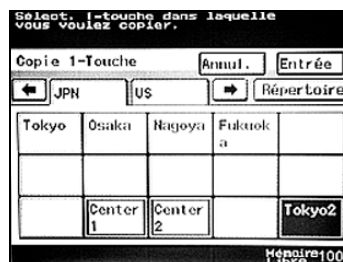 Sélect. 1-touche dans laquelle
vous voulez copier.
Copie 1-Touche Annul. Entrée
JPN US Répertoire
Tokyo Osaka Nagoya Fukuok
a
Center Center Tokyo2
1 2
Mémoire 100
Libre